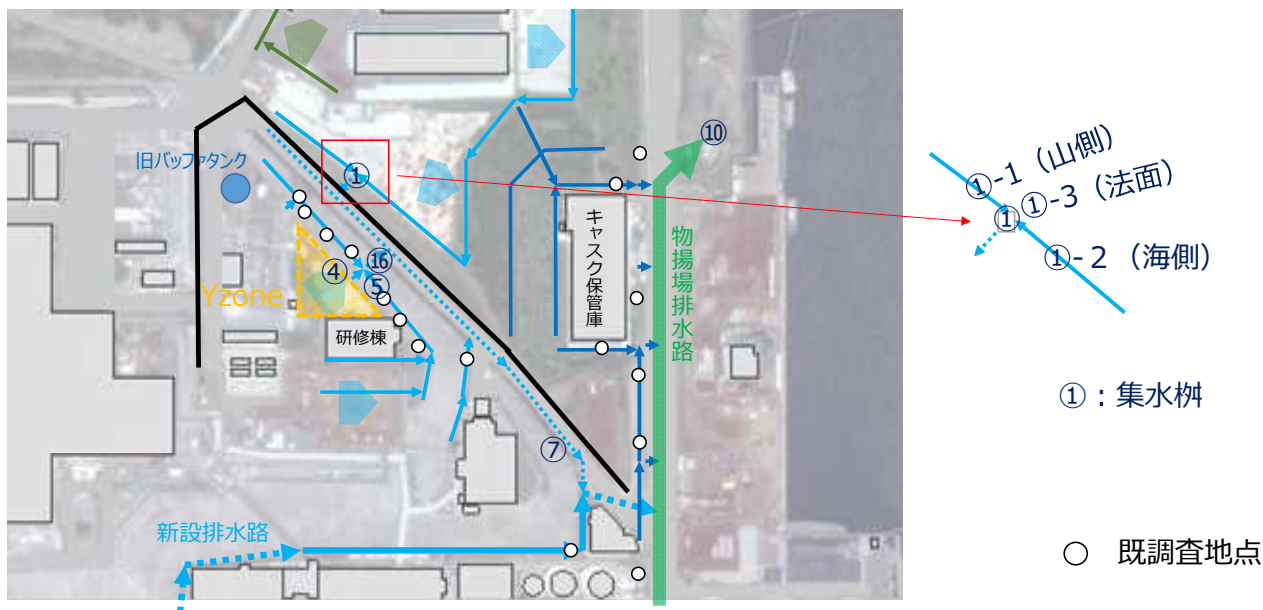 ⑩
旧バッファタンク
①
①-1（山側）
①-3（法面）
①
①-2（海側）
キャスク保管庫
物揚場排水路
⑯
④
⑤
Yzone
研修棟
①：集水桝
⑦
新設排水路
○ 既調査地点